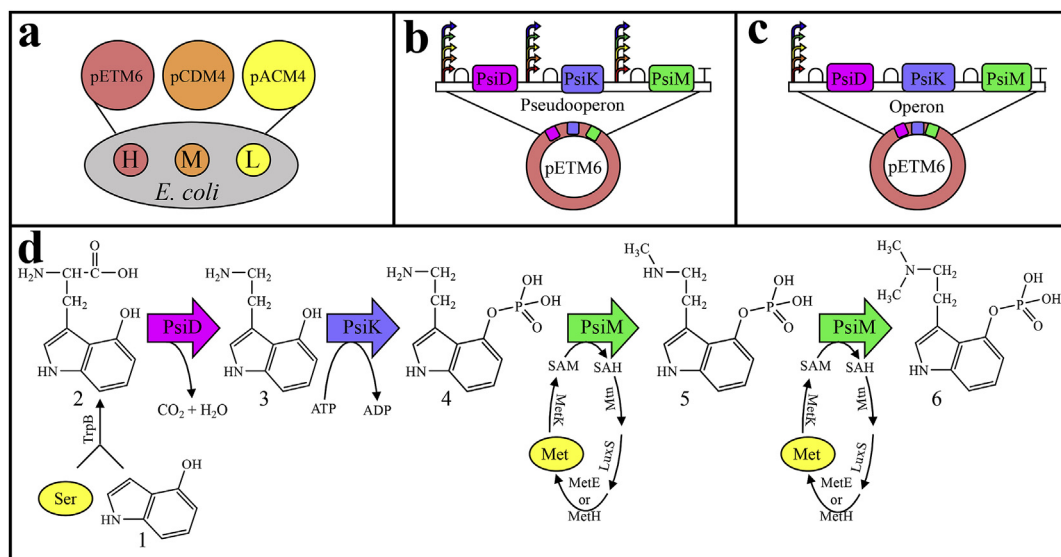 a
pETM6
pCDM4
pACM4
H
M
L
E. coli
b
PsiD
PsiK
PsiM
Pseudooperon
pETM6
c
PsiD
PsiK
PsiM
Operon
pETM6
d
H₂N
O
OH
CH₂
OH
HN
2
PsiD
CO₂ + H₂O
H₂N
CH₂
CH₂
OH
HN
3
PsiK
ATP
ADP
H₂N
CH₂
CH₂
OH
P
OH
O
O
HN
4
PsiM
SAM
SAH
MetK
Mtn
Met
LuxS
MetE
or
MetH
H₃C
HN
CH₂
CH₂
OH
P
OH
O
O
HN
5
PsiM
SAM
SAH
MetK
Mtn
Met
LuxS
MetE
or
MetH
H₃C
N
CH₂
H₃C
CH₂
OH
P
OH
O
O
HN
6
TrpB
Ser
OH
HN
1